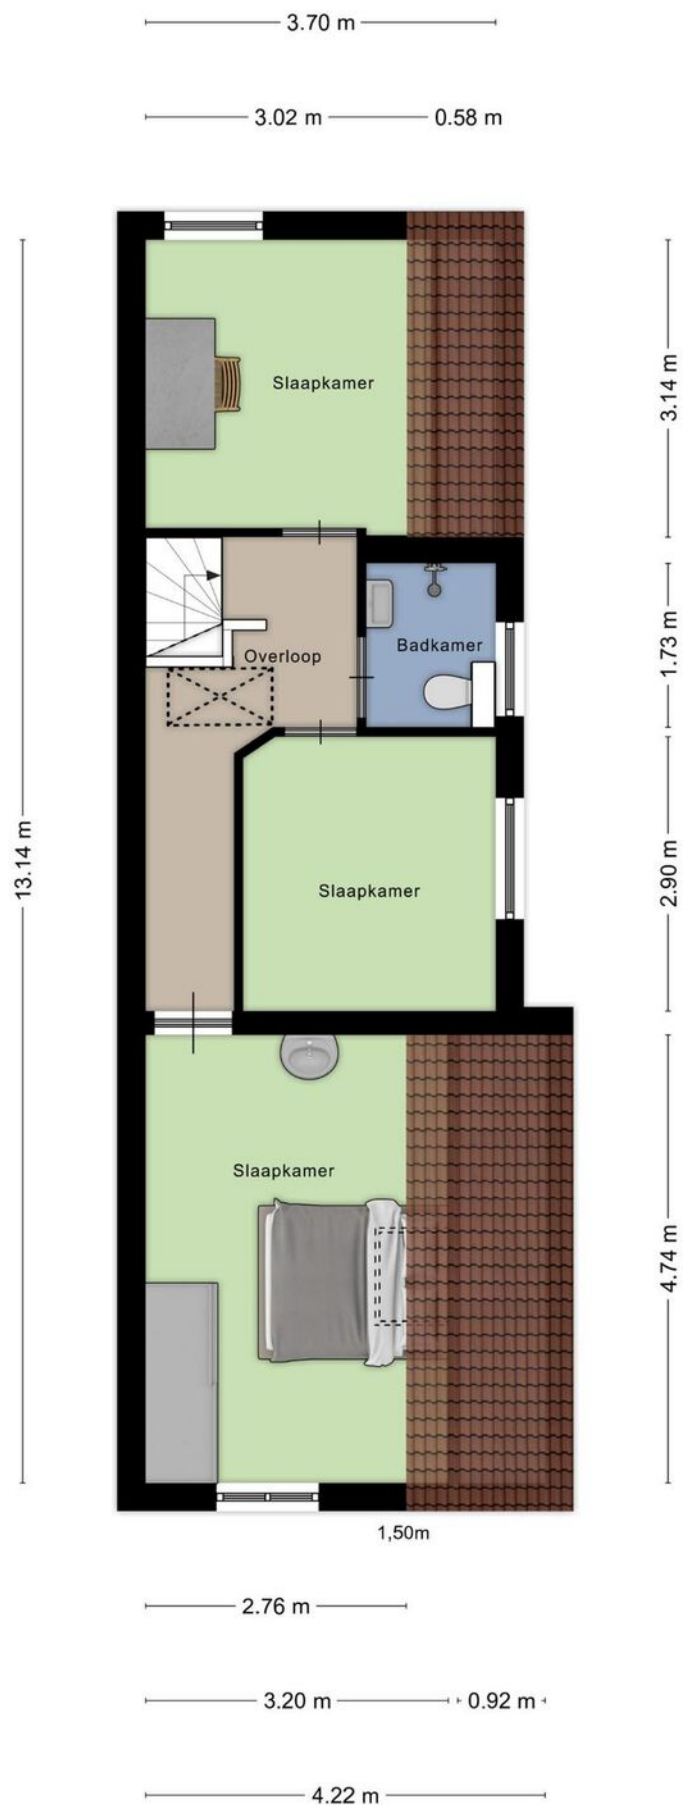 3.70 m
3.02 m
0.58 m
Slaapkamer
3.14 m
Badkamer
Overloop
1.73 m
13.14 m
Slaapkamer
2.90 m
Slaapkamer
4.74 m
1,50m
2.76 m
3.20 m
0.92 m
4.22 m